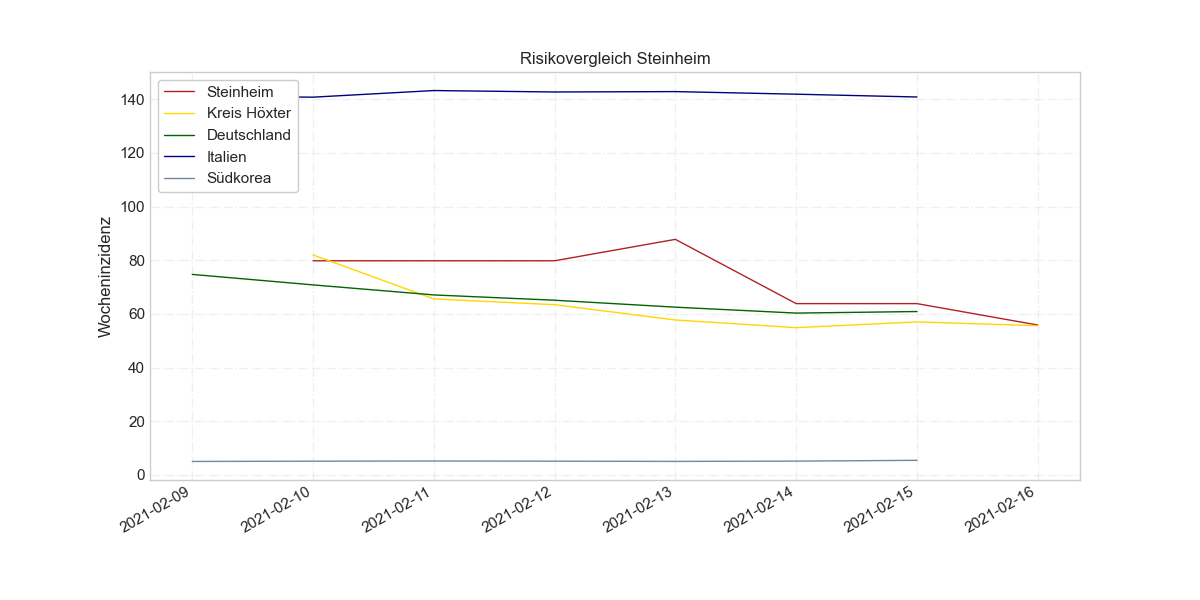 Risikovergleich Steinheim
Steinheim
Kreis Höxter
Deutschland
Italien
Südkorea
Wocheninzidenz
140
120
100
80
60
40
20
0
2021-02-09
2021-02-10
2021-02-11
2021-02-12
2021-02-13
2021-02-14
2021-02-15
2021-02-16